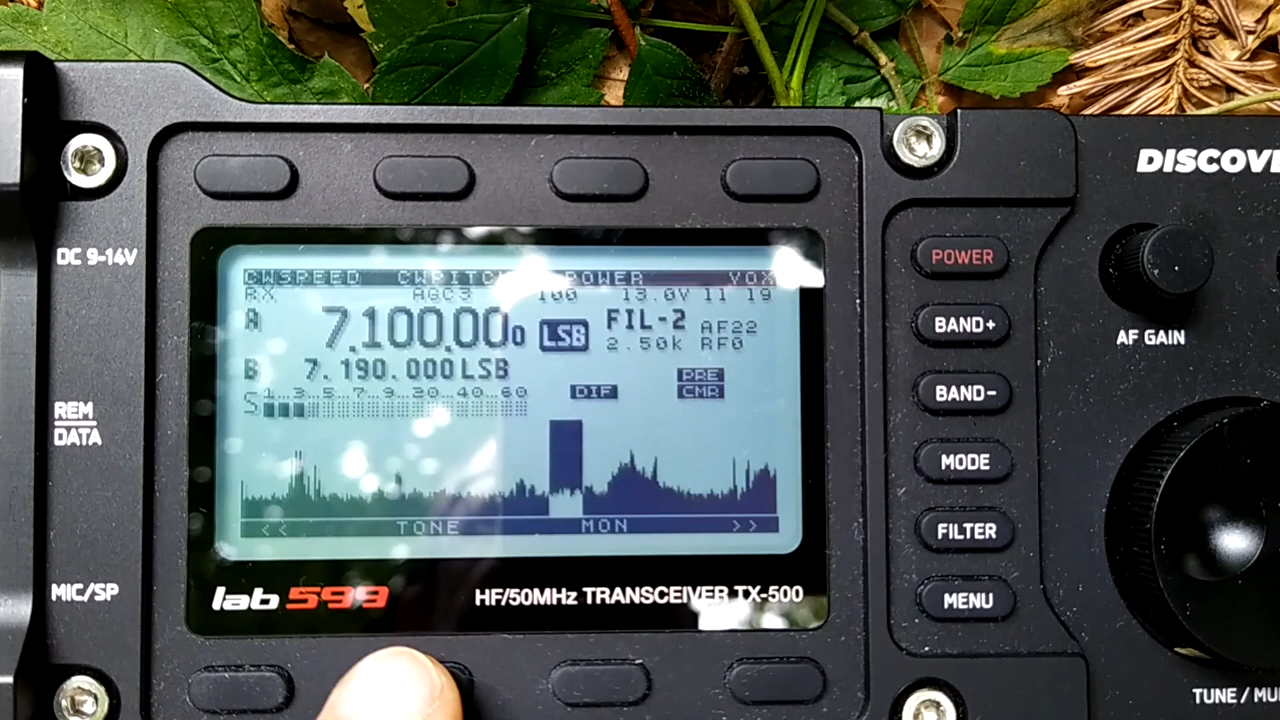 DISCOVE
DC 9-14V
REM
DATA
MIC/SP
CWSPEED CWPITCH POWER VOX
RX AGC3 100 13.0V 11 19
A 7.100.000 LSB FIL-2 AF22
2.50k RF0
B 7.190.000 LSB
PRE
DIF CMR
S 1..3..5..7..9..20..40..60
<< TONE MON >>
lab 599 HF/50MHz TRANSCEIVER TX-500
POWER
BAND+
BAND-
MODE
FILTER
MENU
AF GAIN
TUNE / MU